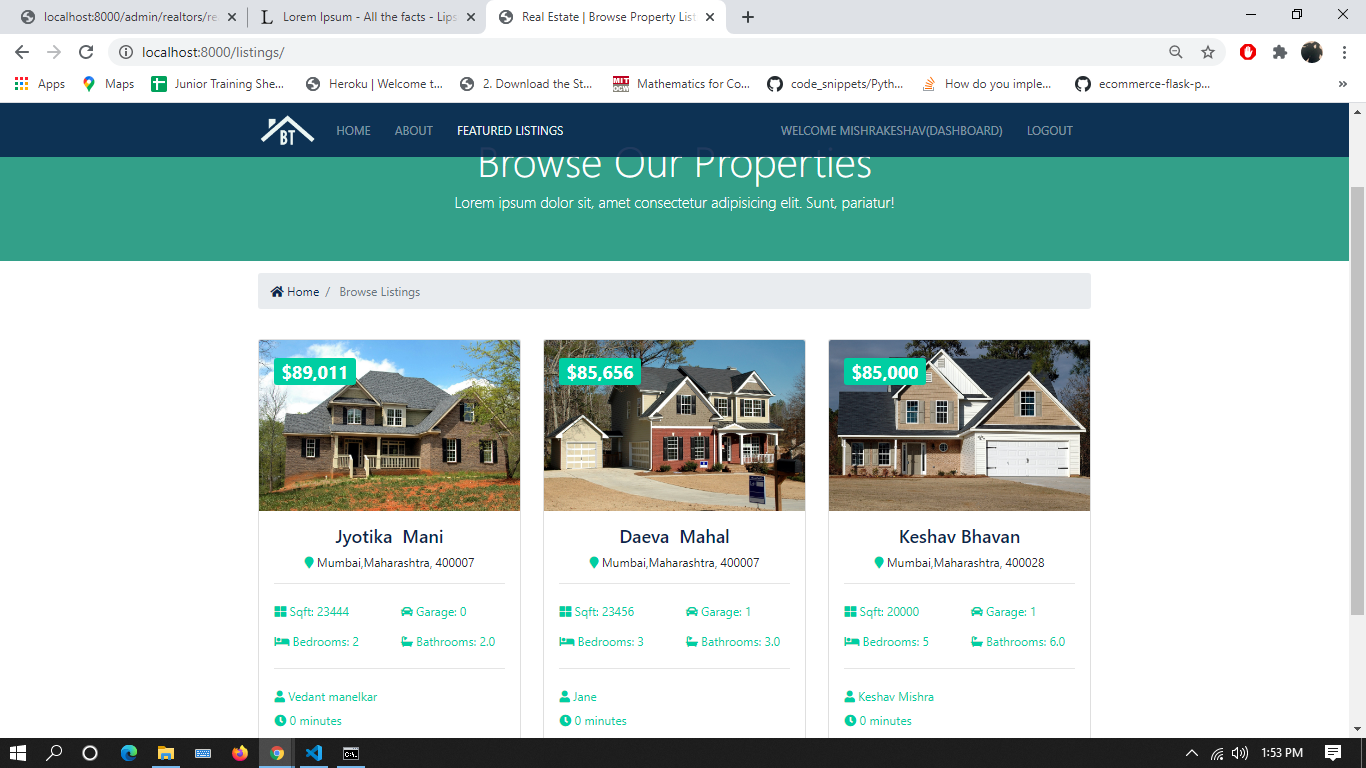 localhost:8000/admin/realtors/re
Lorem Ipsum - All the facts - Lips
Real Estate | Browse Property List
localhost:8000/listings/
Apps
Maps
Junior Training She...
Heroku | Welcome t...
2. Download the St...
MIT OCW Mathematics for Co...
code_snippets/Pyth...
How do you imple...
ecommerce-flask-p...
»
BT HOME ABOUT FEATURED LISTINGS WELCOME MISHRAKESHAV(DASHBOARD) LOGOUT
Browse Our Properties
Lorem ipsum dolor sit, amet consectetur adipisicing elit. Sunt, pariatur!
Home / Browse Listings
$89,011
Jyotika Mani
Mumbai,Maharashtra, 400007
Sqft: 23444 Garage: 0
Bedrooms: 2 Bathrooms: 2.0
Vedant manelkar
0 minutes
$85,656
Daeva Mahal
Mumbai,Maharashtra, 400007
Sqft: 23456 Garage: 1
Bedrooms: 3 Bathrooms: 3.0
Jane
0 minutes
$85,000
Keshav Bhavan
Mumbai,Maharashtra, 400028
Sqft: 20000 Garage: 1
Bedrooms: 5 Bathrooms: 6.0
Keshav Mishra
0 minutes
1:53 PM